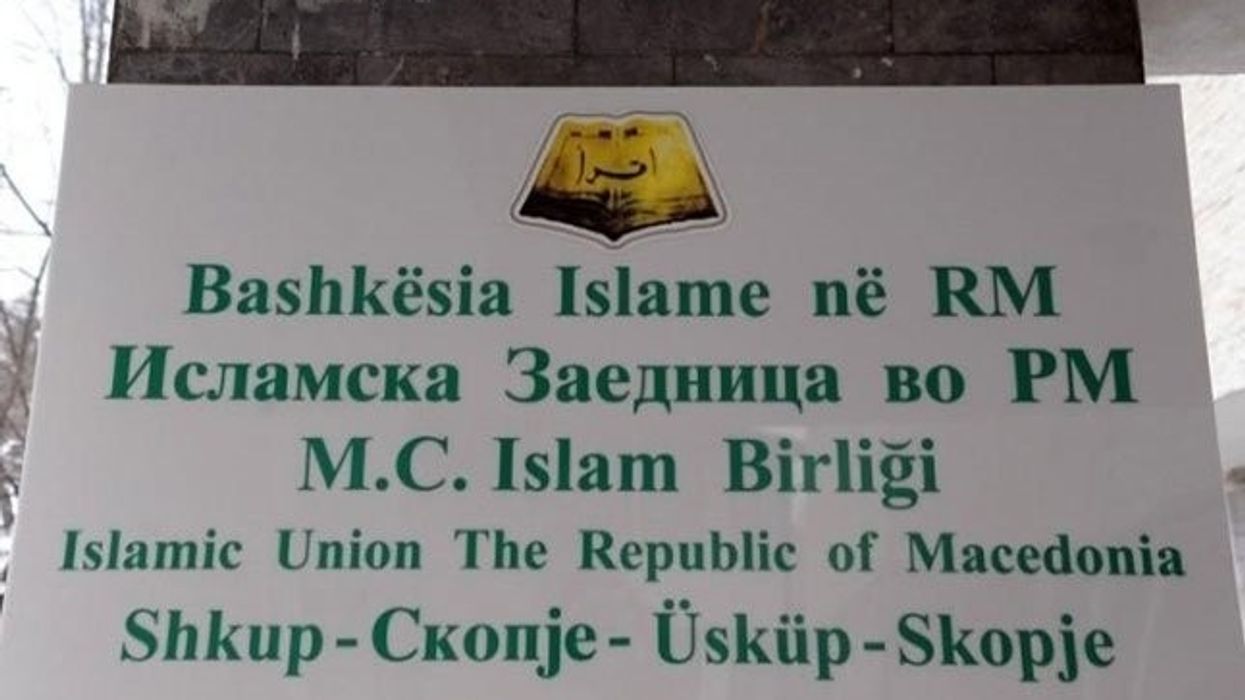 اقرأ
Bashkësia Islame në RM
Исламска Заедница во РМ
M.C. Islam Birliği
Islamic Union The Republic of Macedonia
Shkup - Скопје - Üsküp - Skopje